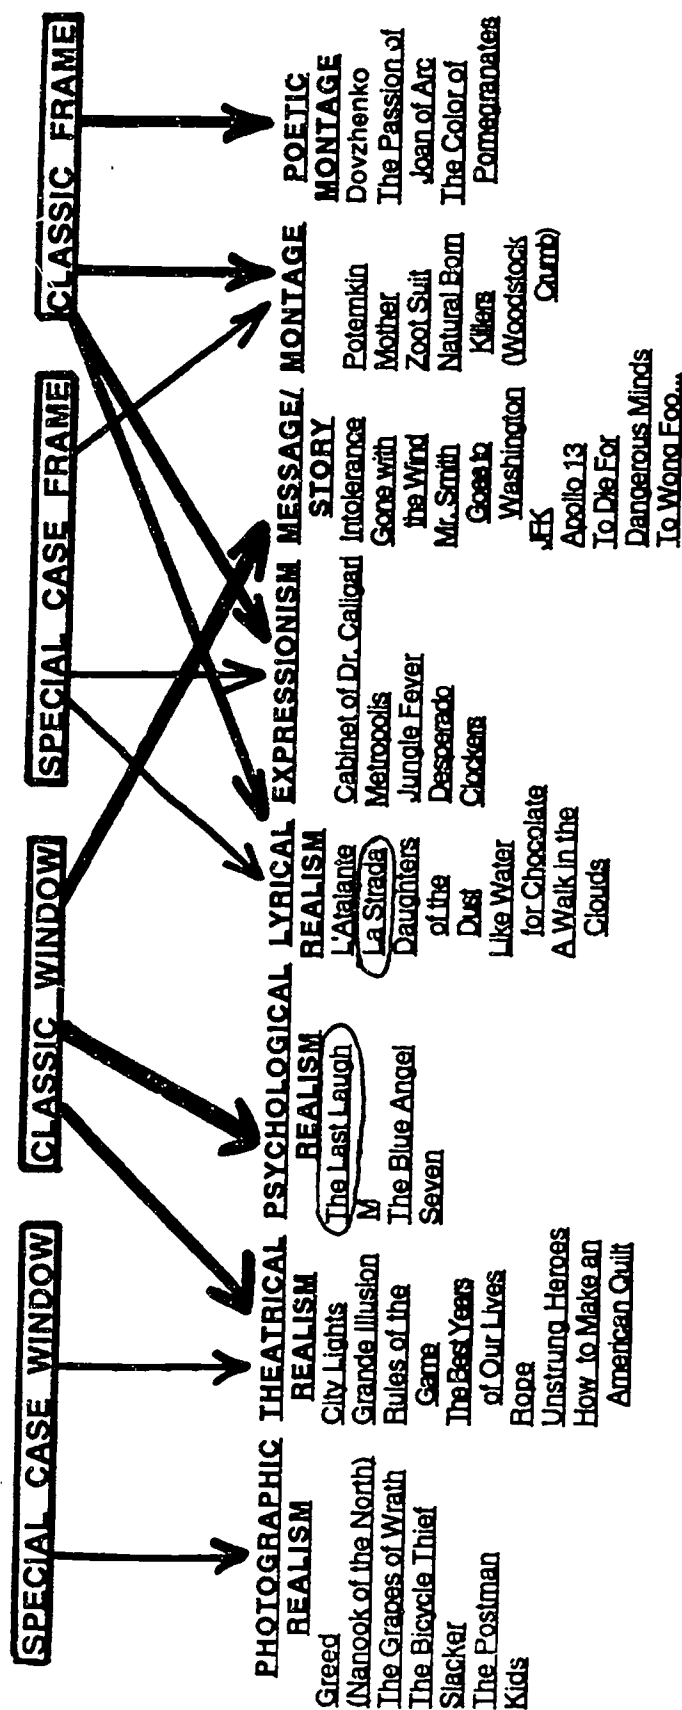 SPECIAL CASE WINDOW
CLASSIC WINDOW
SPECIAL CASE FRAME
CLASSIC FRAME
PHOTOGRAPHIC
REALISM
Greed
(Nanook of the North)
The Grapes of Wrath
The Bicycle Thief
Slacker
The Postman
Kids
THEATRICAL
REALISM
City Lights
Grande Illusion
Rules of the
Game
The Best Years
of Our Lives
Rope
Unstrung Heroes
How to Make an
American Quilt
PSYCHOLOGICAL
REALISM
The Last Laugh
M
The Blue Angel
Seven
LYRICAL
REALISM
L'Atalante
La Strada
Daughters
of the
Dust
Like Water
for Chocolate
A Walk in the
Clouds
EXPRESSIONISM
Cabinet of Dr. Caligari
Metropolis
Jungle Fever
Desperado
Clockers
MESSAGE/
STORY
Intolerance
Gone with
the Wind
Mr. Smith
Goes to
Washington
JFK
Apollo 13
To Die For
Dangerous Minds
To Wong Foo...
MONTAGE
Potemkin
Mother
Zoot Suit
Natural Born
Killers
(Woodstock
Crumb)
POETIC
MONTAGE
Dovzhenko
The Passion of
Joan of Arc
The Color of
Pomegranates